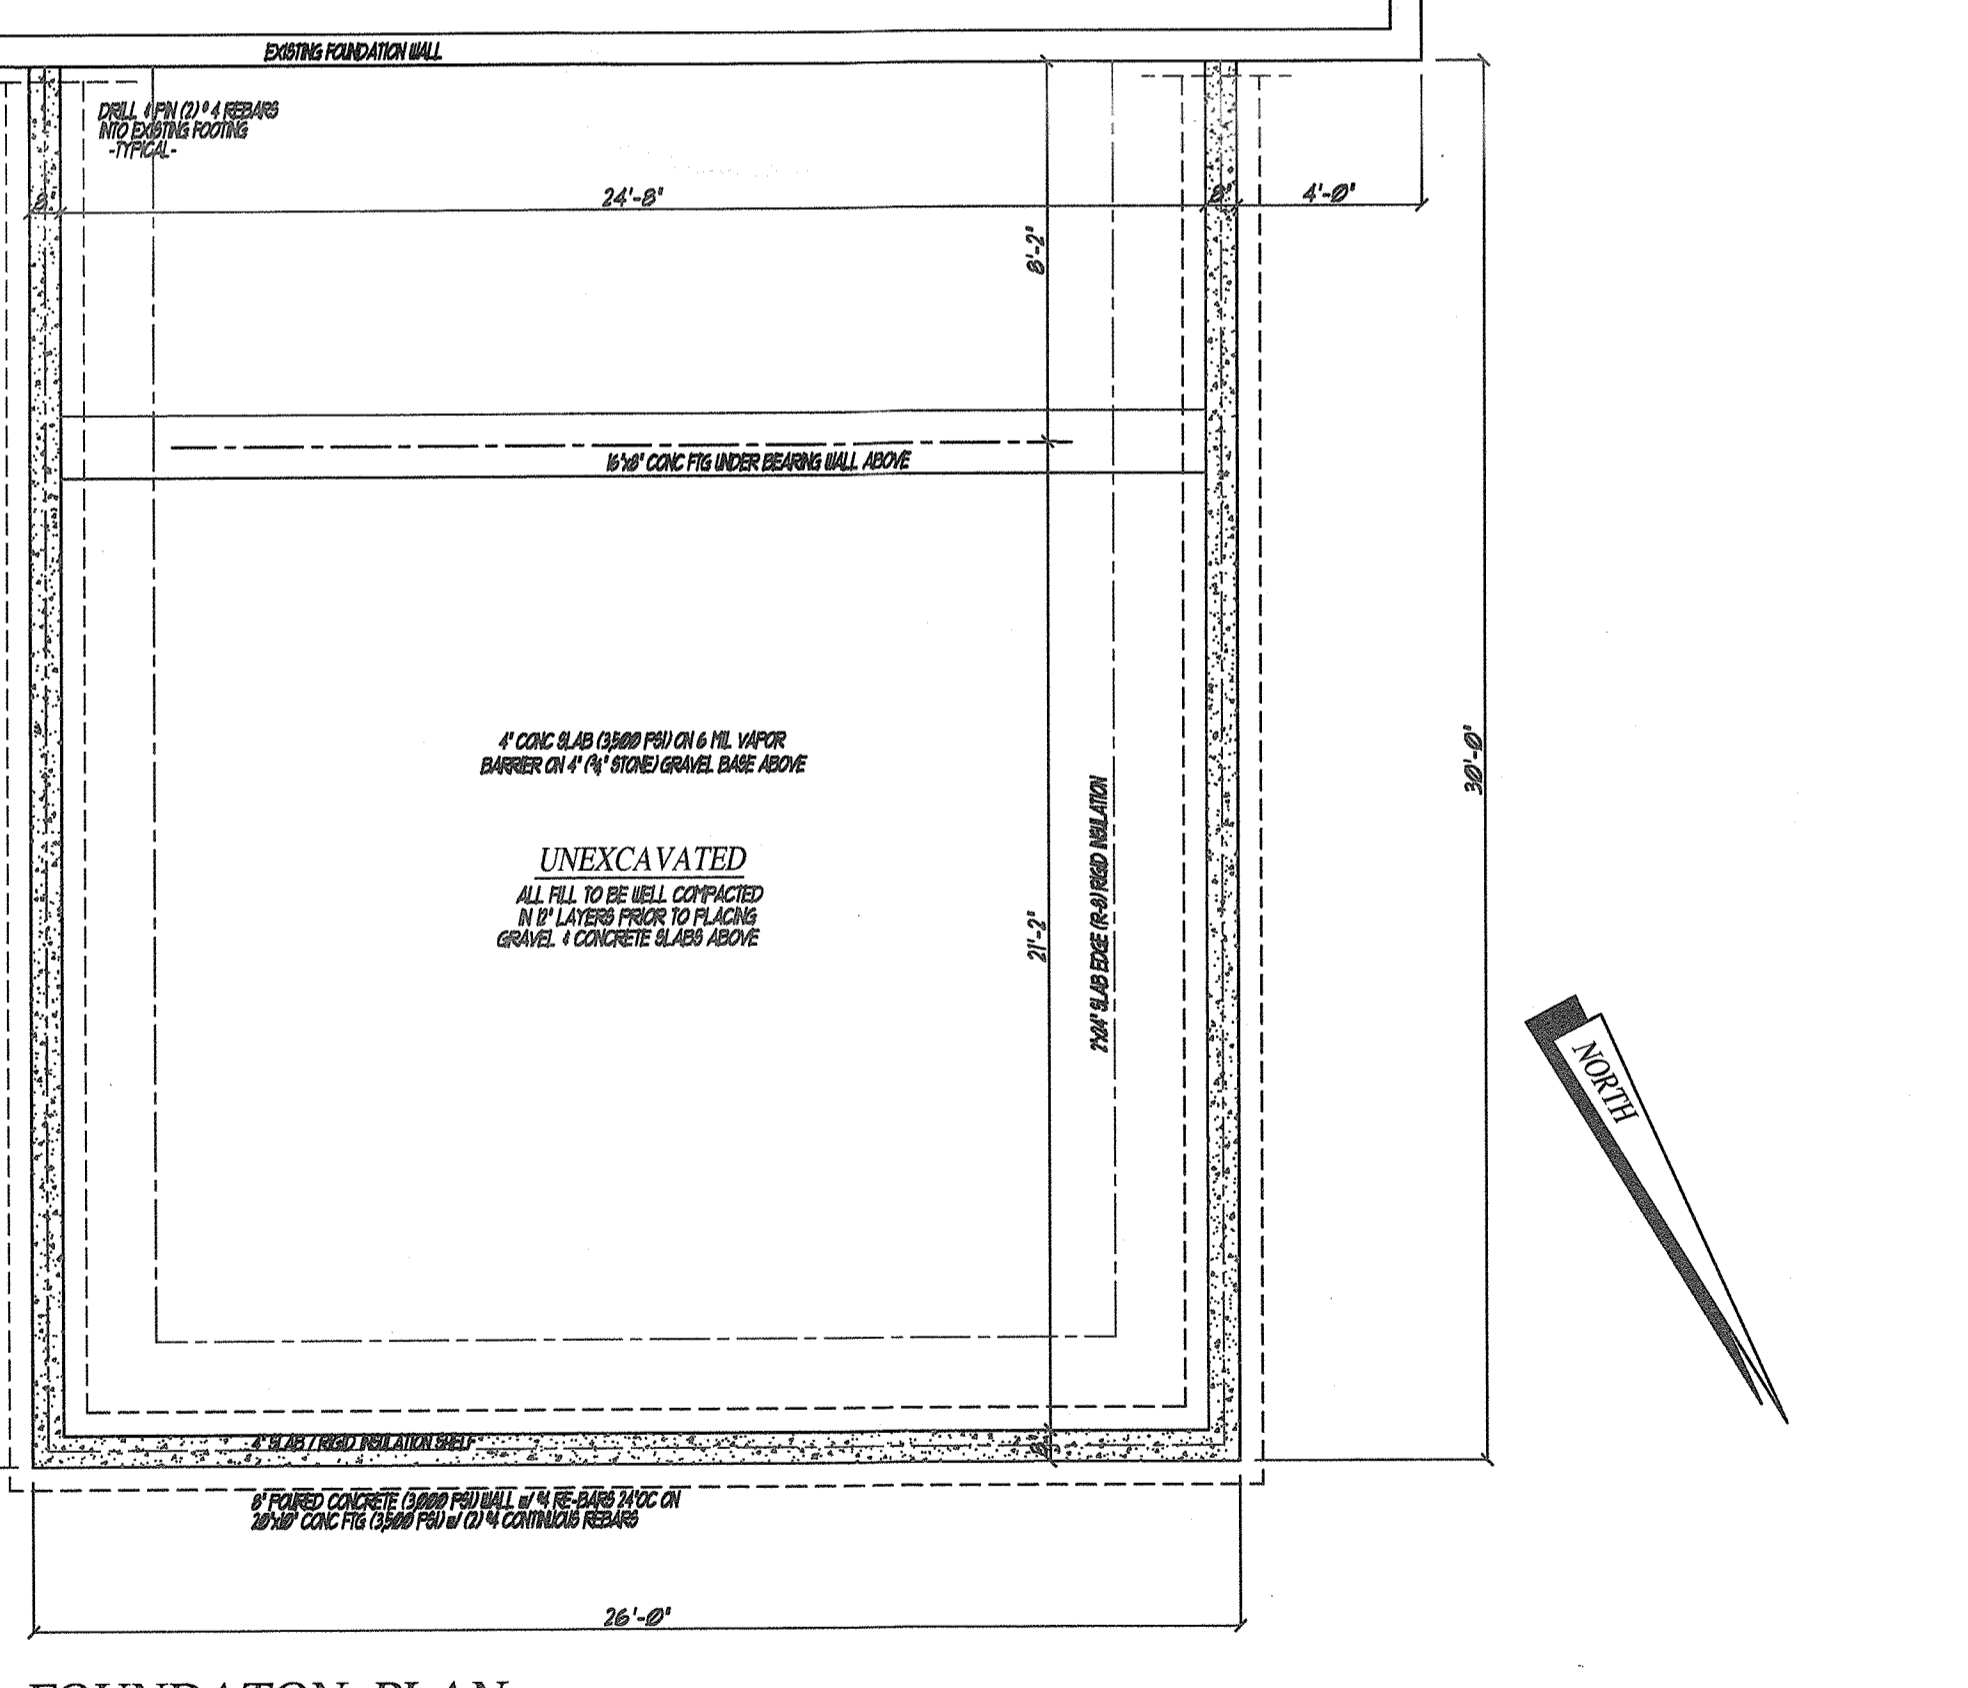 EXISTING FOUNDATION WALL
DRILL & PIN (2) #4 REBARS
INTO EXISTING FOOTING
-TYPICAL-
8"
24'-8"
8"
4'-0"
8'-2"
16"x8" CONC FTG UNDER BEARING WALL ABOVE
30'-0"
4" CONC SLAB (3,500 PSI) ON 6 MIL VAPOR
BARRIER ON 4" (¾" STONE) GRAVEL BASE ABOVE
2"x24" SLAB EDGE (R-8) RIGID INSULATION
UNEXCAVATED
ALL FILL TO BE WELL COMPACTED
IN 12" LAYERS PRIOR TO PLACING
GRAVEL & CONCRETE SLABS ABOVE
21'-2"
NORTH
4" SLAB / RIGID INSULATION SHELF
8"
8" POURED CONCRETE (3,000 PSI) WALL w/ #4 RE-BARS 24"OC ON
20"x10" CONC FTG (3,500 PSI) w/ (2) #4 CONTINUOUS REBARS
26'-0"
FOUNDATON PLAN